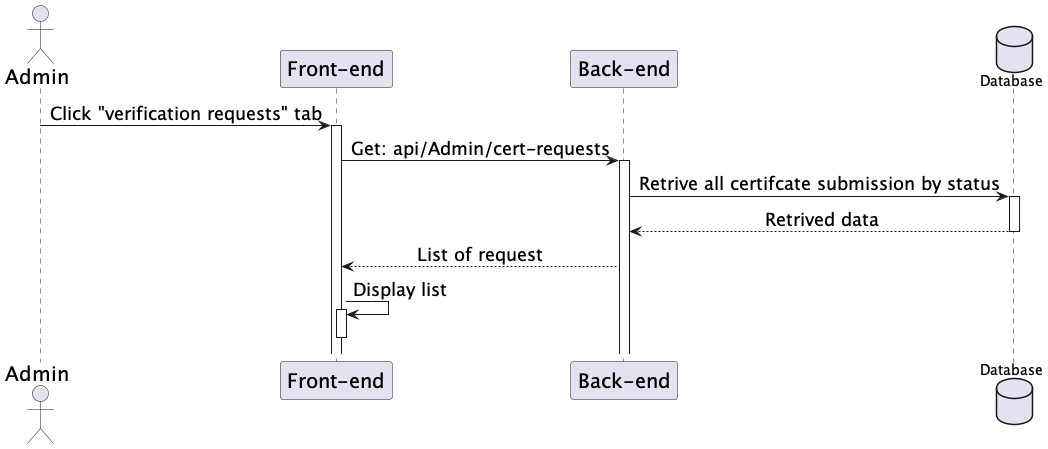 Admin
Front-end
Back-end
Database
Click "verification requests" tab
Get: api/Admin/cert-requests
Retrive all certifcate submission by status
Retrived data
List of request
Display list
Admin
Front-end
Back-end
Database